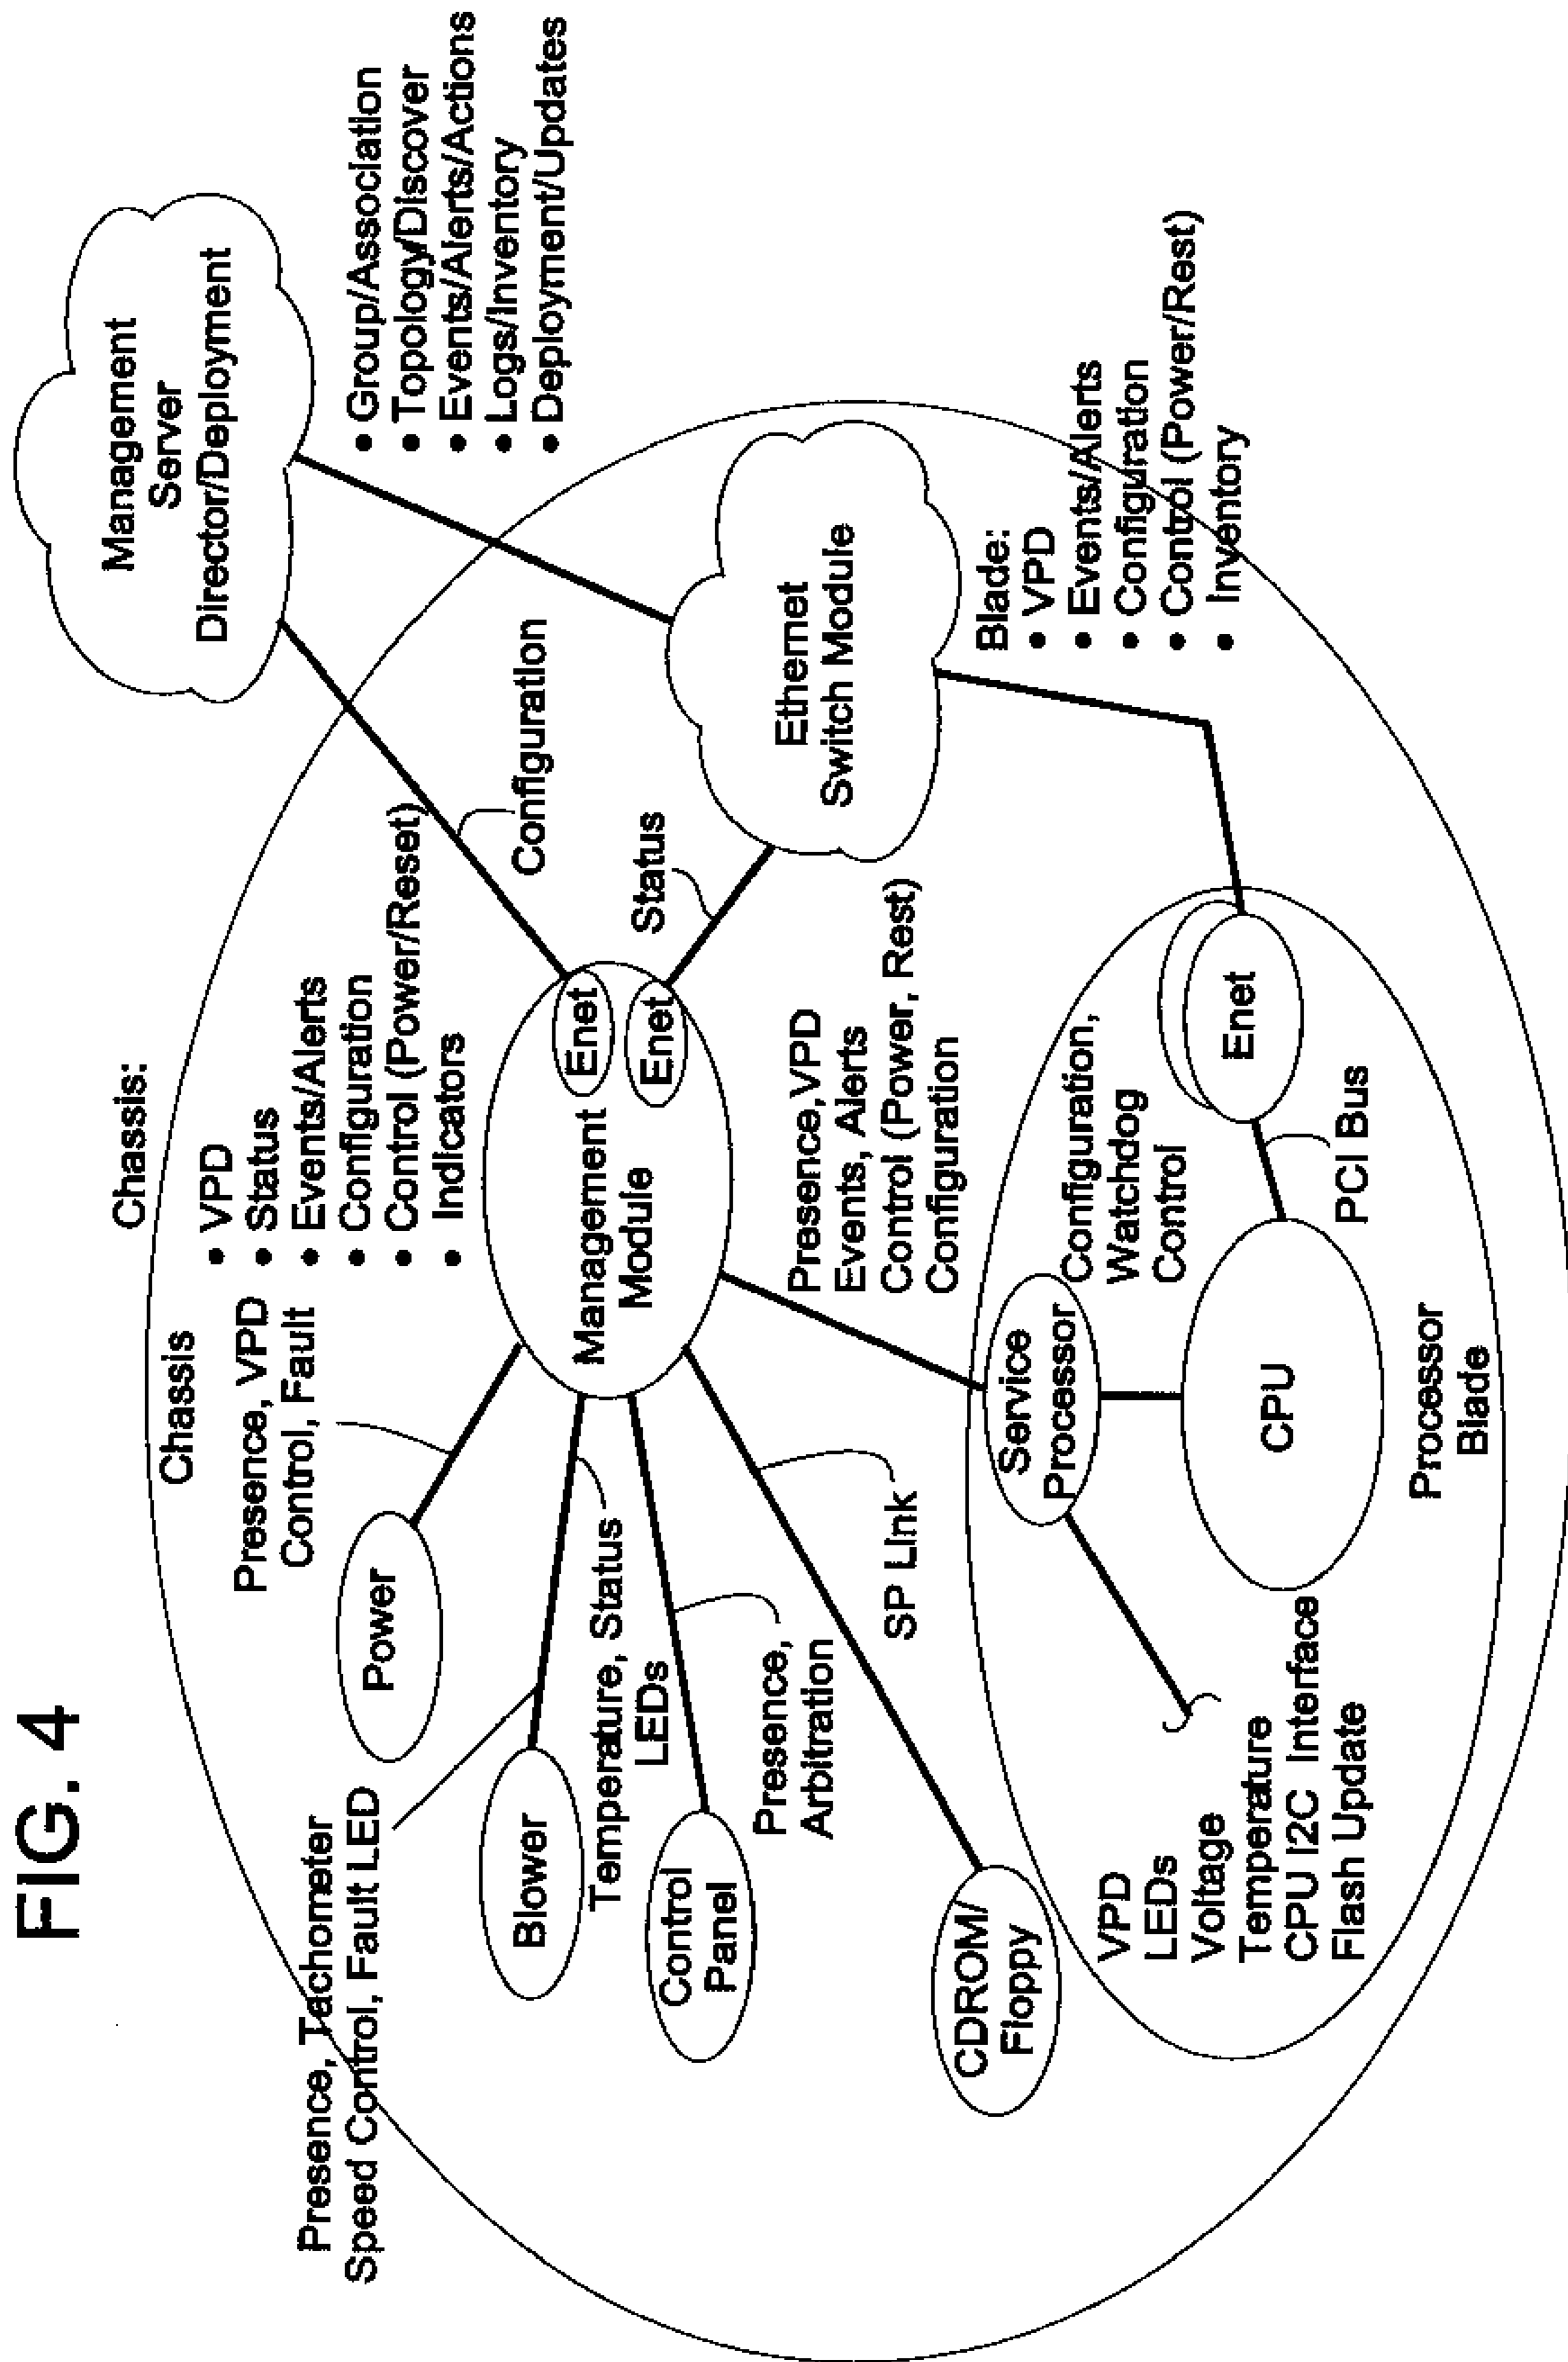 FIG. 4
Management
Server
Director/Deployment
• Group/Association
• Topology/Discover
• Events/Alerts/Actions
• Logs/Inventory
• Deployment/Updates
Chassis:
• VPD
• Status
• Events/Alerts
• Configuration
• Control (Power/Reset)
• Indicators
Chassis
Presence, VPD
Control, Fault
Power
Presence, Tachometer
Speed Control, Fault LED
Blower
Temperature, Status
LEDs
Control
Panel
Presence,
Arbitration
CDROM/
Floppy
SP Link
Management
Module
Enet
Enet
Configuration
Status
Ethernet
Switch Module
Blade:
• VPD
• Events/Alerts
• Configuration
• Control (Power/Rest)
• Inventory
Presence,VPD
Events, Alerts
Control (Power, Rest)
Configuration
Service
Processor
Configuration,
Watchdog
Control
Enet
PCI Bus
CPU
VPD
LEDs
Voltage
Temperature
CPU I2C Interface
Flash Update
Processor
Blade